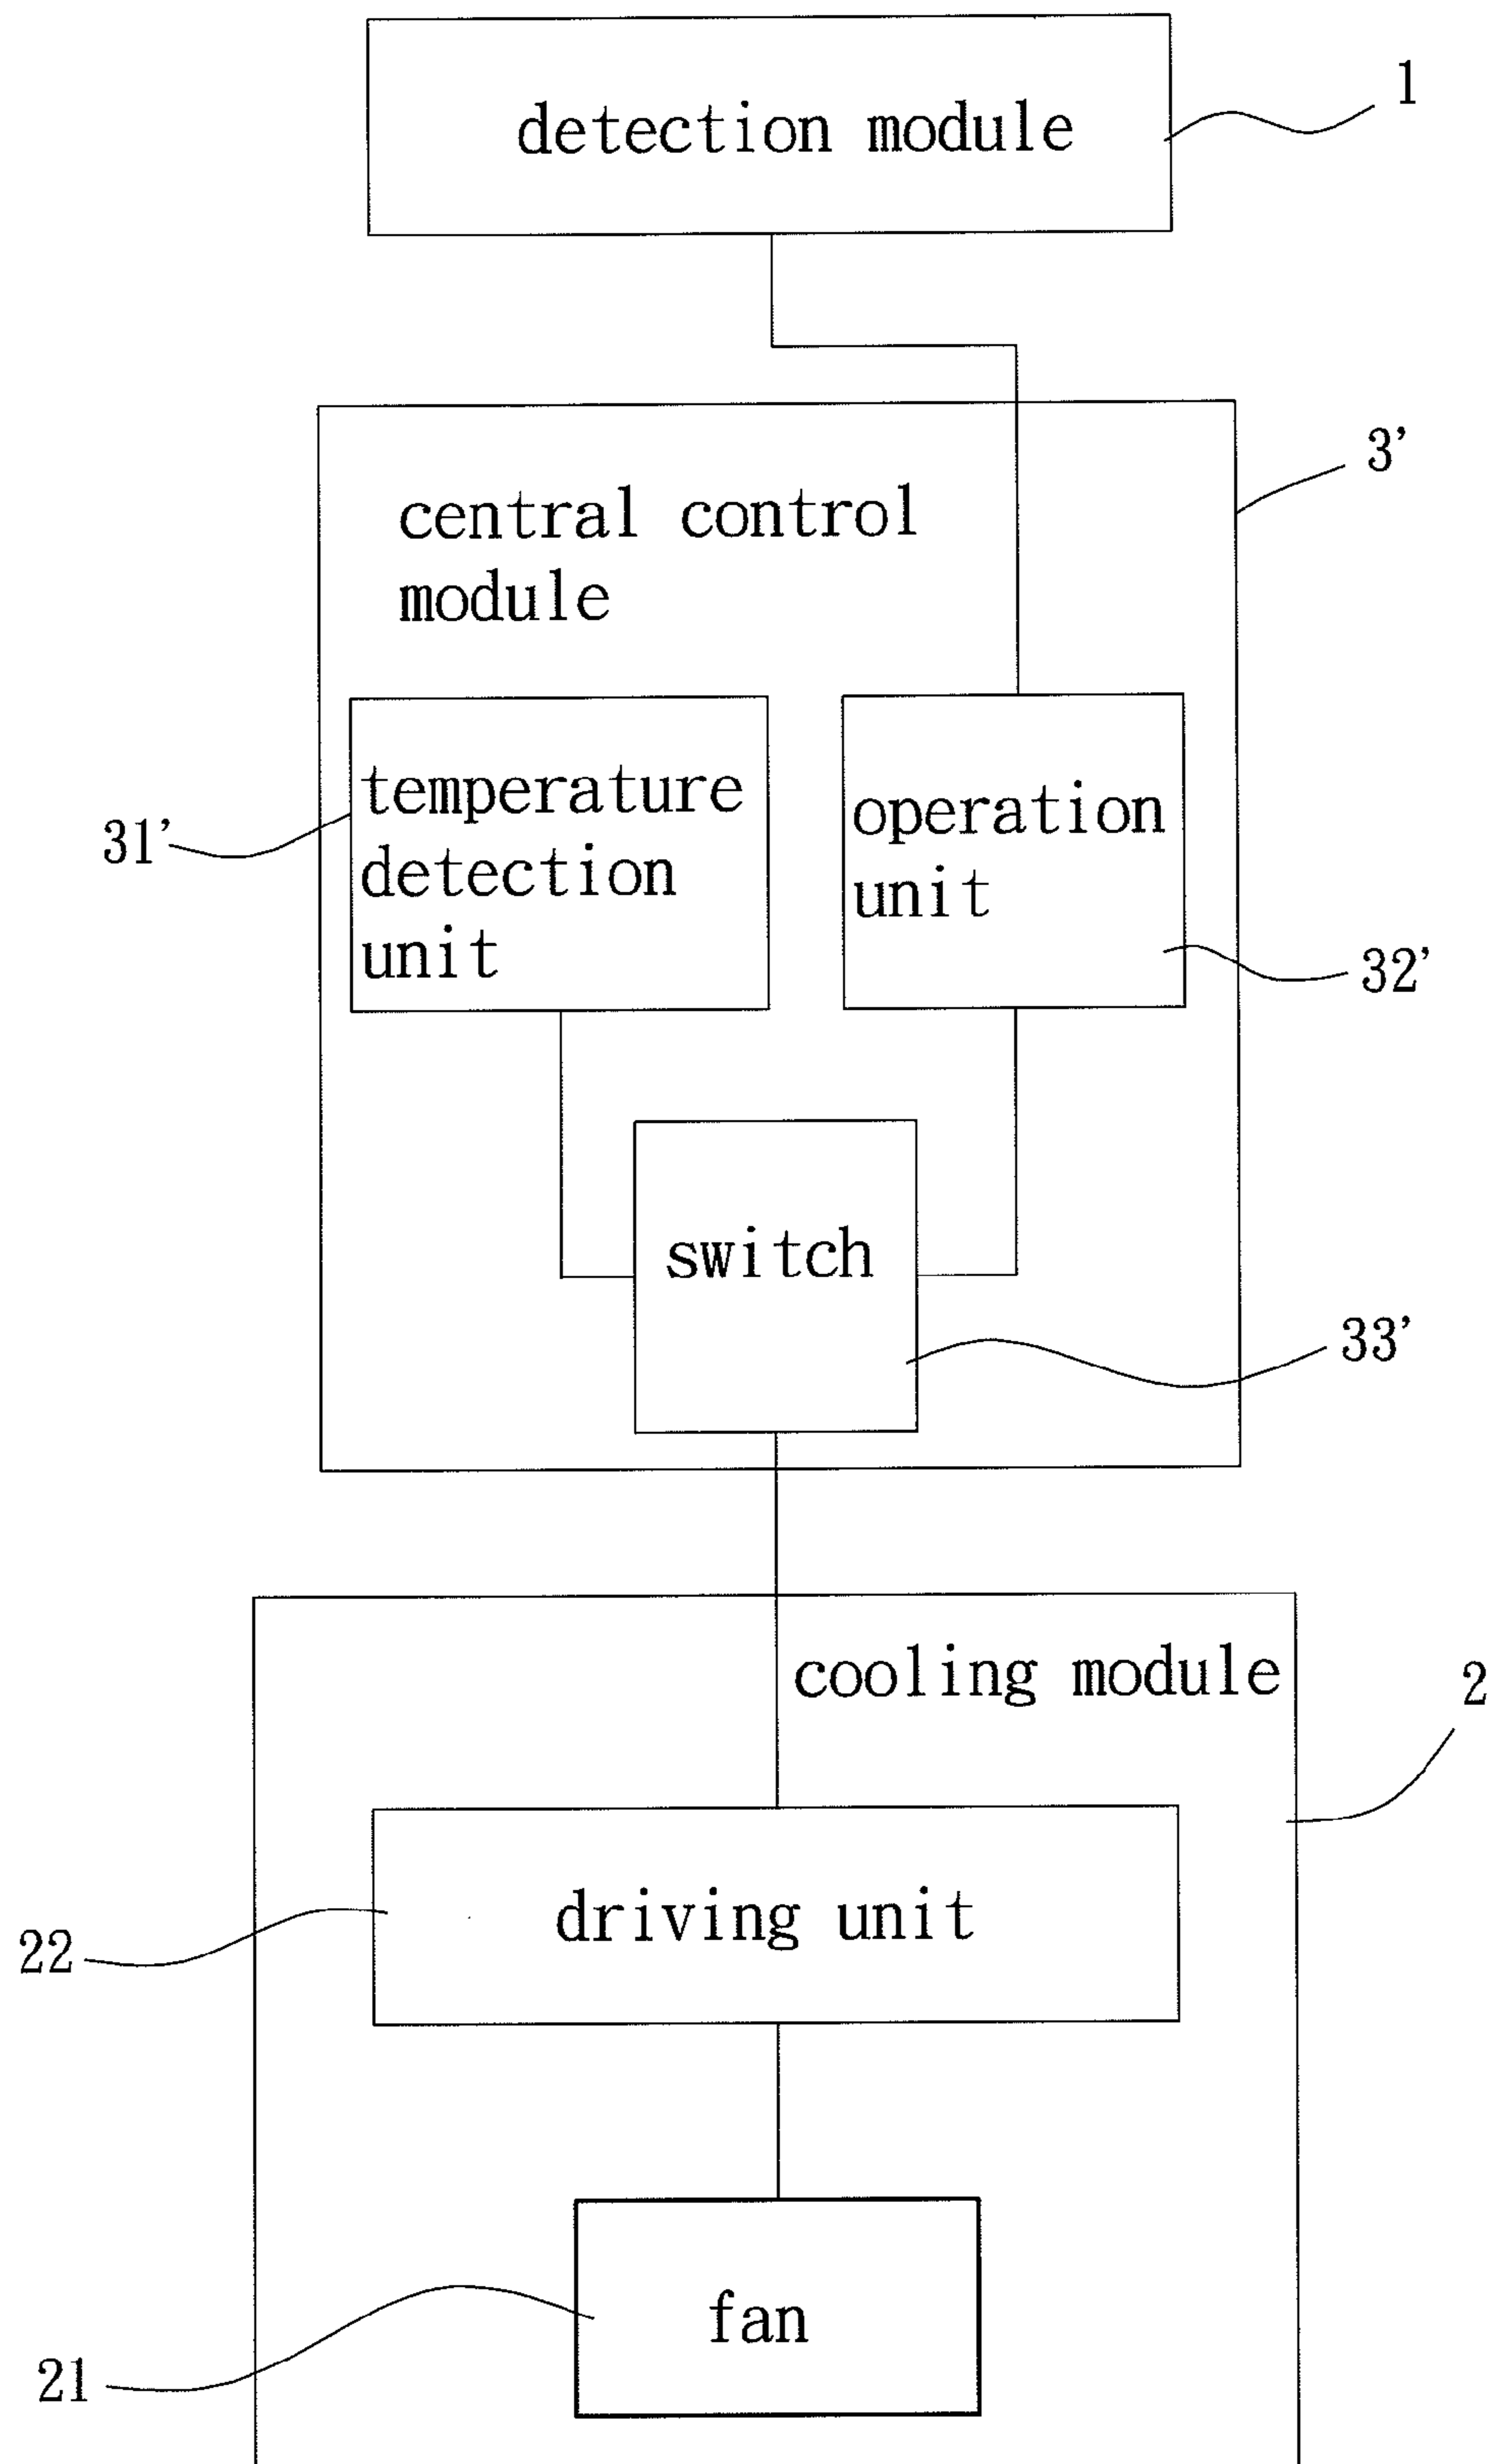 detection module
1
central control
module
3'
temperature
detection
unit
31'
operation
unit
32'
switch
33'
cooling module
2
driving unit
22
fan
21